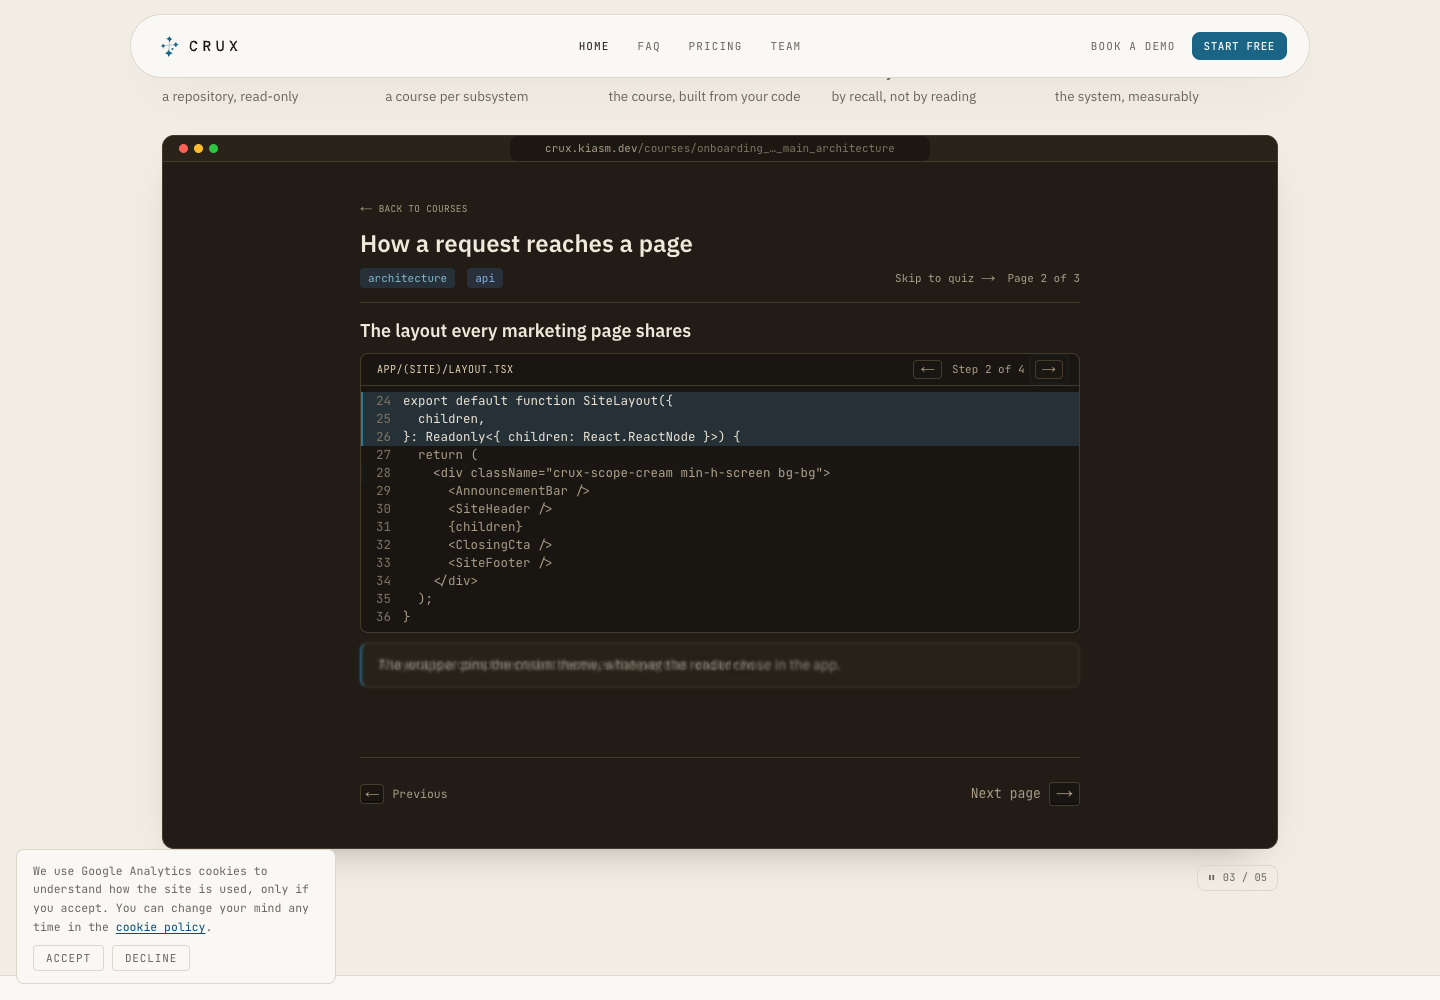 CRUX
HOME FAQ PRICING TEAM
BOOK A DEMO START FREE
a repository, read-only
a course per subsystem
the course, built from your code
by recall, not by reading
the system, measurably
crux.kiasm.dev/courses/onboarding_…_main_architecture
← BACK TO COURSES
How a request reaches a page
architecture api
Skip to quiz → Page 2 of 3
The layout every marketing page shares
APP/(SITE)/LAYOUT.TSX
← Step 2 of 4 →
24 export default function SiteLayout({
25   children,
26 }: Readonly<{ children: React.ReactNode }>) {
27   return (
28     <div className="crux-scope-cream min-h-screen bg-bg">
29       <AnnouncementBar />
30       <SiteHeader />
31       {children}
32       <ClosingCta />
33       <SiteFooter />
34     </div>
35   );
36 }
in the app.
← Previous
Next page →
03 / 05
We use Google Analytics cookies to
understand how the site is used, only if
you accept. You can change your mind any
time in the cookie policy.
ACCEPT DECLINE